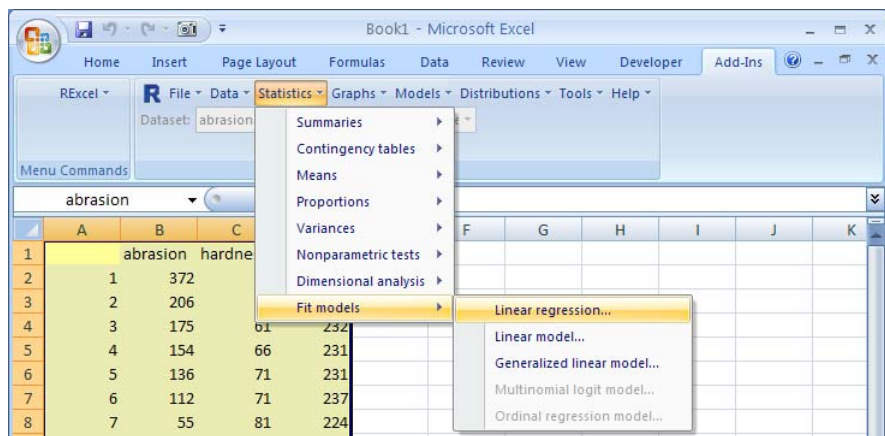 Book1 - Microsoft Excel
Home Insert Page Layout Formulas Data Review View Developer Add-Ins
RExcel R File Data Statistics Graphs Models Distributions Tools Help
Dataset: abrasion
Menu Commands
Summaries
Contingency tables
Means
Proportions
Variances
Nonparametric tests
Dimensional analysis
Fit models
Linear regression...
Linear model...
Generalized linear model...
Multinomial logit model...
Ordinal regression model...
abrasion
A B C F G H I J K
1 abrasion hardne
2 1 372
3 2 206
4 3 175 61 232
5 4 154 66 231
6 5 136 71 231
7 6 112 71 237
8 7 55 81 224